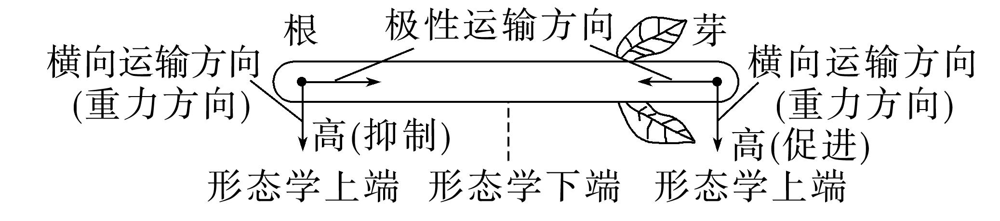 根
极性运输方向
芽
横向运输方向
(重力方向)
横向运输方向
(重力方向)
高(抑制)
高(促进)
形态学上端
形态学下端
形态学上端